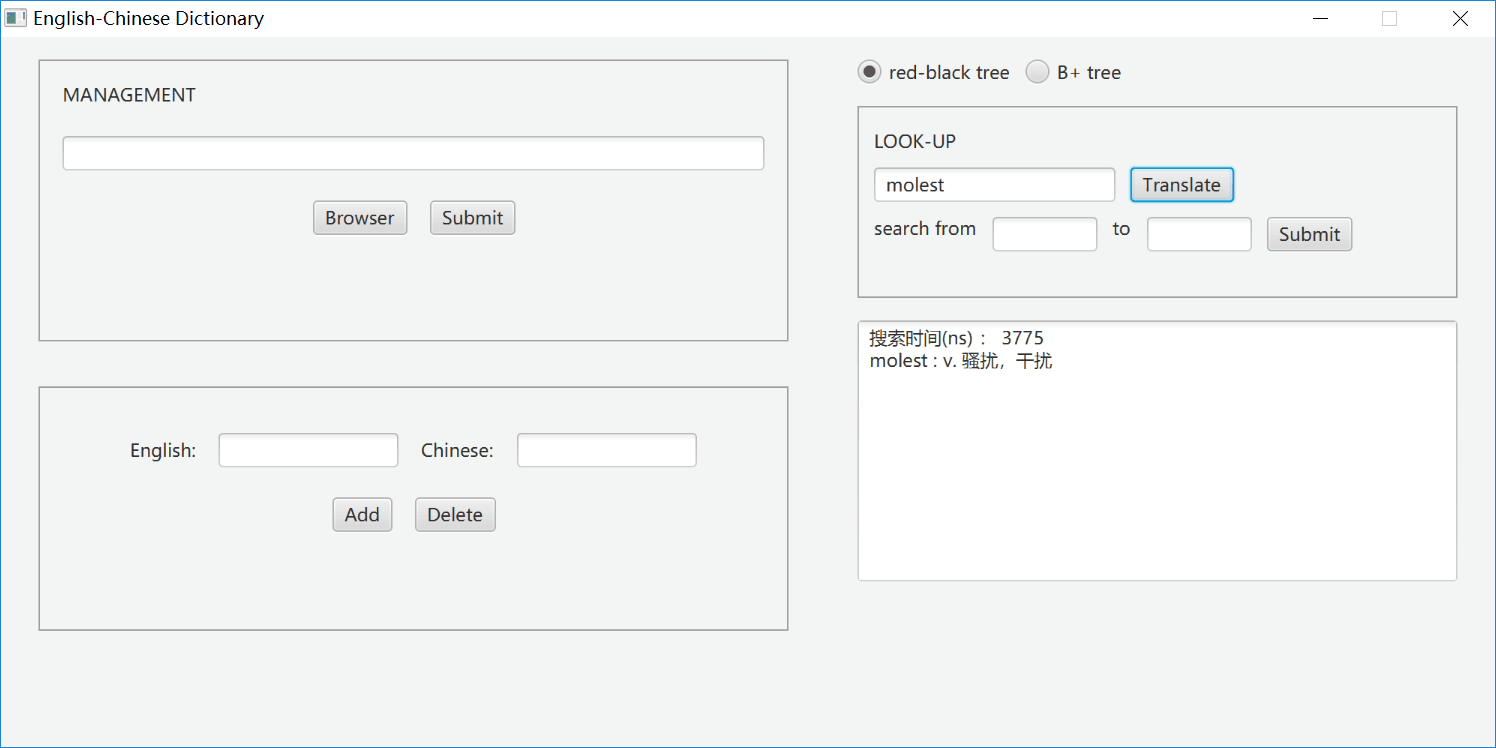 English-Chinese Dictionary
MANAGEMENT
Browser Submit
English: Chinese:
Add Delete
red-black tree B+ tree
LOOK-UP
molest Translate
search from to Submit
搜索时间(ns) ： 3775
molest : v. 骚扰，干扰